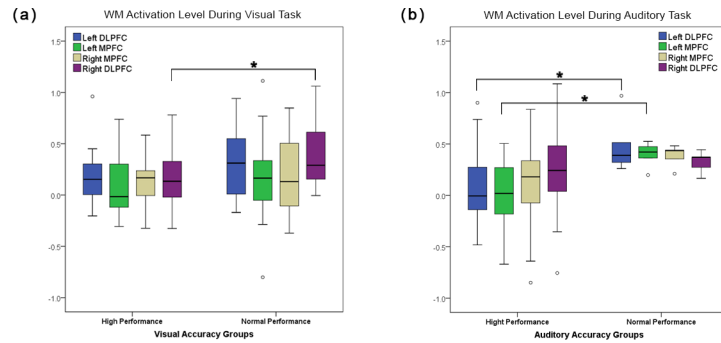 (a)
WM Activation Level During Visual Task
Left DLPFC
Left MPFC
Right MPFC
Right DLPFC
*
1.5
1.0
0.5
0.0
-0.5
-1.0
High Performance
Normal Performance
Visual Accuracy Groups
(b)
WM Activation Level During Auditory Task
Left DLPFC
Left MPFC
Right MPFC
Right DLPFC
*
*
1.5
1.0
0.5
0.0
-0.5
-1.0
Hight Performance
Normal Performance
Auditory Accuracy Groups